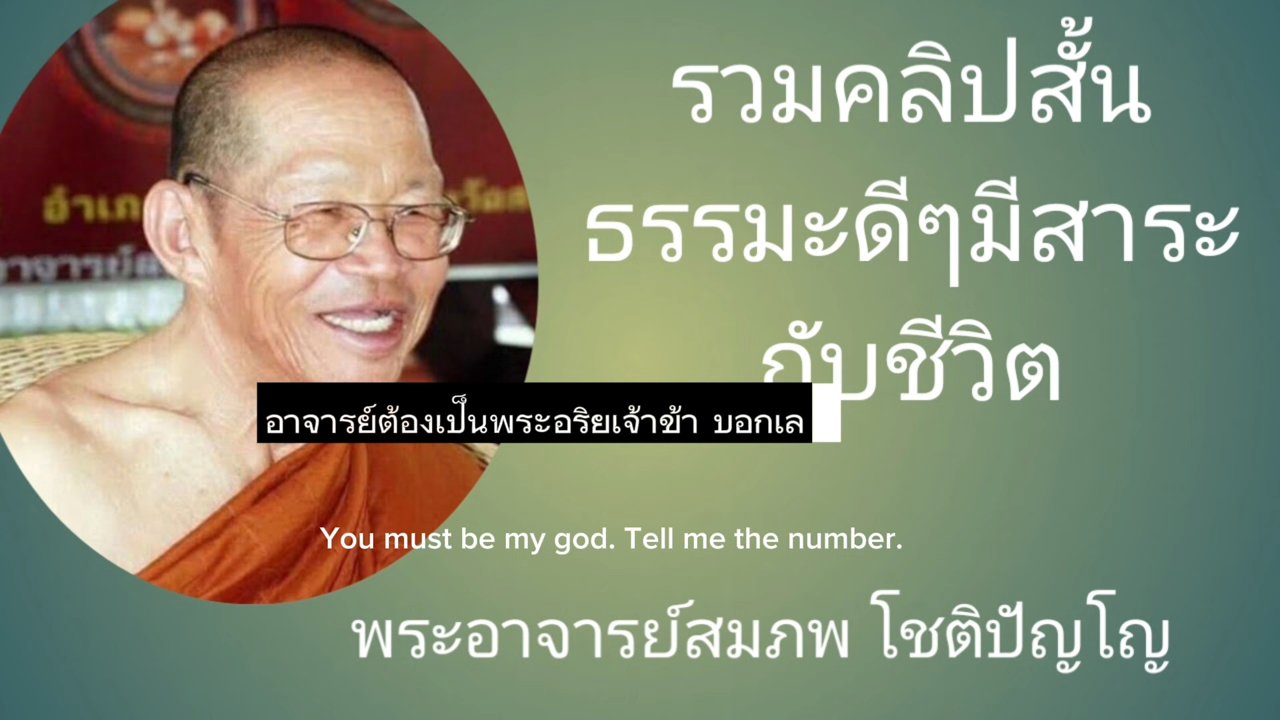 รวมคลิปสั้น
ธรรมะดีๆมีสาระ
กับชีวิต
อำเภ
อาจารย์ต้องเป็นพระอริยเจ้าข้า บอกเล
You must be my god. Tell me the number.
พระอาจารย์สมภพ โชติปัญโญ